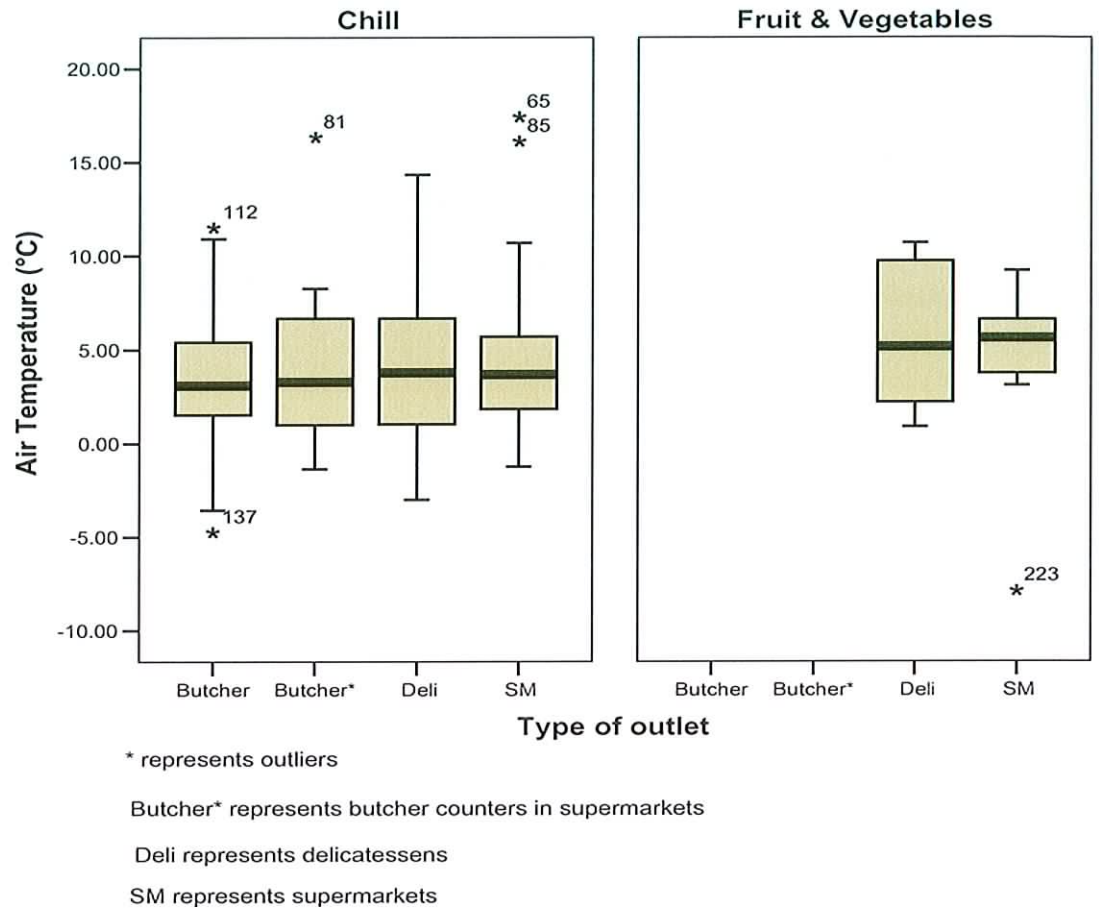 Chill
Fruit & Vegetables
20.00
15.00
10.00
5.00
0.00
-5.00
-10.00
Air Temperature (°C)
* 81
* 65
* 85
* 112
* 137
* 223
Butcher Butcher* Deli SM
Butcher Butcher* Deli SM
Type of outlet
* represents outliers
Butcher* represents butcher counters in supermarkets
Deli represents delicatessens
SM represents supermarkets